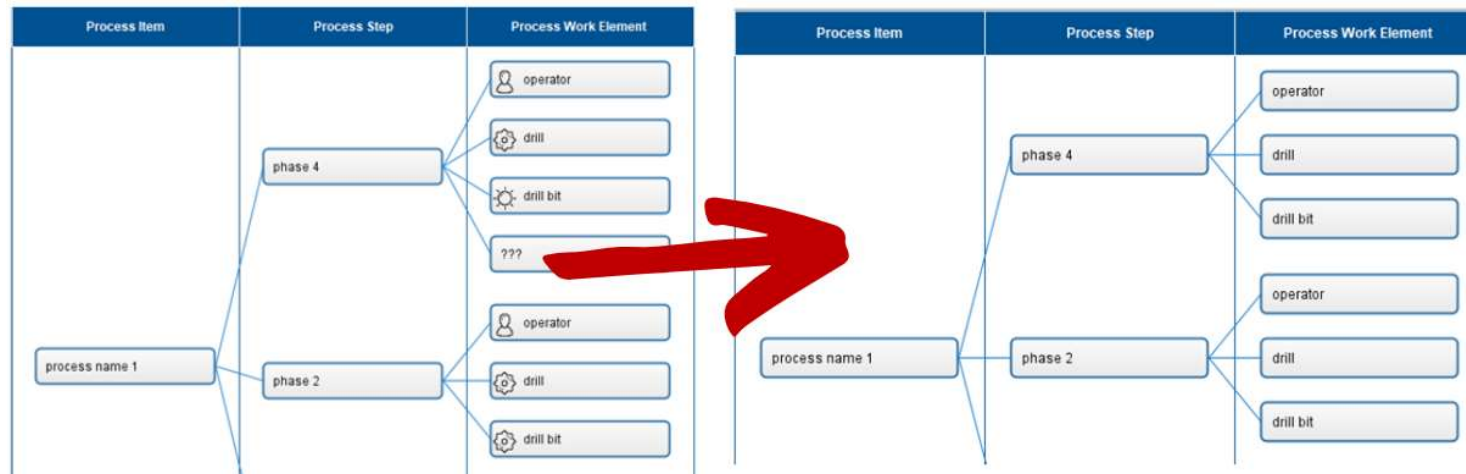 Process Item
Process Step
Process Work Element
operator
drill
phase 4
drill bit
???
operator
process name 1
phase 2
drill
drill bit
Process Item
Process Step
Process Work Element
operator
phase 4
drill
drill bit
operator
process name 1
phase 2
drill
drill bit